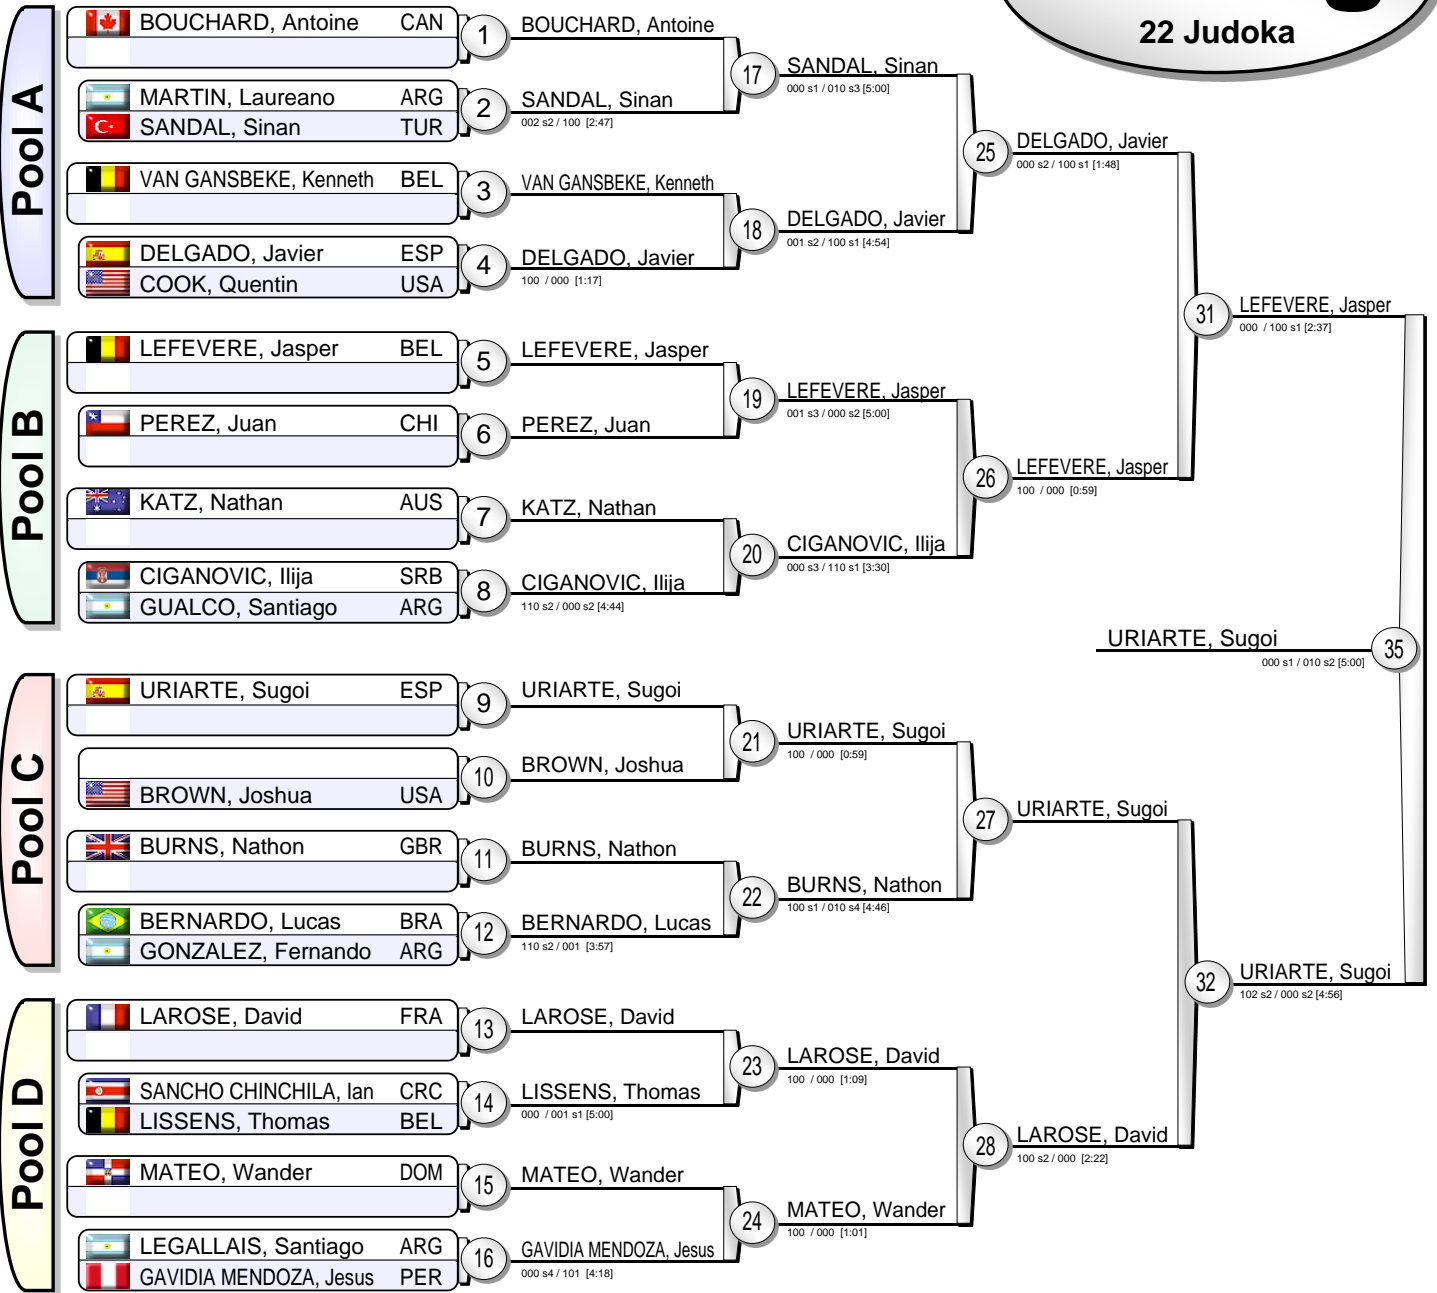 22 Judoka
Pool A
BOUCHARD, Antoine CAN
1
MARTIN, Laureano ARG
SANDAL, Sinan TUR
2
VAN GANSBEKE, Kenneth BEL
3
DELGADO, Javier ESP
COOK, Quentin USA
4
BOUCHARD, Antoine
SANDAL, Sinan
002 s2 / 100 [2:47]
VAN GANSBEKE, Kenneth
DELGADO, Javier
100 / 000 [1:17]
17
SANDAL, Sinan
000 s1 / 010 s3 [5:00]
18
DELGADO, Javier
001 s2 / 100 s1 [4:54]
25
DELGADO, Javier
000 s2 / 100 s1 [1:48]
Pool B
LEFEVERE, Jasper BEL
5
PEREZ, Juan CHI
6
KATZ, Nathan AUS
7
CIGANOVIC, Ilija SRB
GUALCO, Santiago ARG
8
LEFEVERE, Jasper
PEREZ, Juan
KATZ, Nathan
CIGANOVIC, Ilija
110 s2 / 000 s2 [4:44]
19
LEFEVERE, Jasper
001 s3 / 000 s2 [5:00]
20
CIGANOVIC, Ilija
000 s3 / 110 s1 [3:30]
26
LEFEVERE, Jasper
100 / 000 [0:59]
31
LEFEVERE, Jasper
000 / 100 s1 [2:37]
URIARTE, Sugoi
000 s1 / 010 s2 [5:00]
35
Pool C
URIARTE, Sugoi ESP
9
BROWN, Joshua USA
10
BURNS, Nathon GBR
11
BERNARDO, Lucas BRA
GONZALEZ, Fernando ARG
12
URIARTE, Sugoi
BROWN, Joshua
BURNS, Nathon
BERNARDO, Lucas
110 s2 / 001 [3:57]
21
URIARTE, Sugoi
100 / 000 [0:59]
22
BURNS, Nathon
100 s1 / 010 s4 [4:46]
27
URIARTE, Sugoi
Pool D
LAROSE, David FRA
13
SANCHO CHINCHILA, Ian CRC
LISSENS, Thomas BEL
14
MATEO, Wander DOM
15
LEGALLAIS, Santiago ARG
GAVIDIA MENDOZA, Jesus PER
16
LAROSE, David
LISSENS, Thomas
000 / 001 s1 [5:00]
MATEO, Wander
GAVIDIA MENDOZA, Jesus
000 s4 / 101 [4:18]
23
LAROSE, David
100 / 000 [1:09]
24
MATEO, Wander
100 / 000 [1:01]
28
LAROSE, David
100 s2 / 000 [2:22]
32
URIARTE, Sugoi
102 s2 / 000 s2 [4:56]